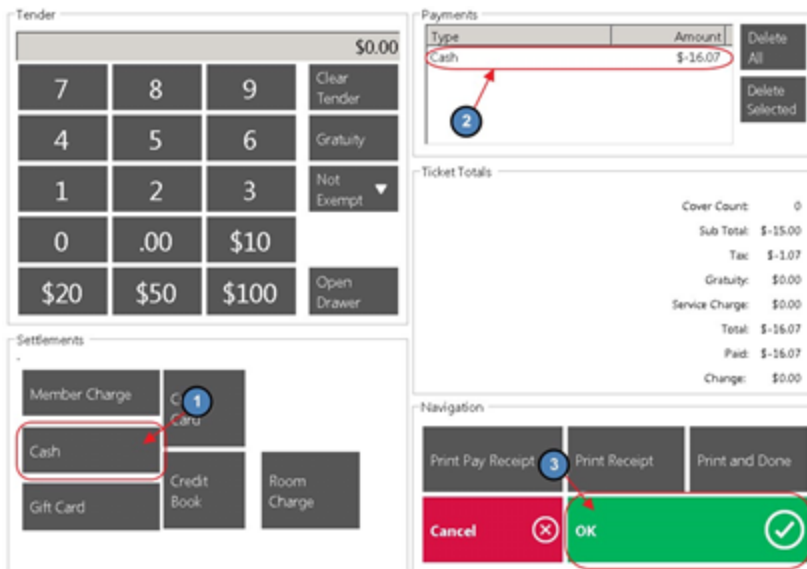 Tender
$0.00
7 8 9 Clear Tender
4 5 6 Gratuity
1 2 3 Not Exempt
0 .00 $10
$20 $50 $100 Open Drawer
Settlements
Member Charge
1
Card
Cash
Credit Book
Room Charge
Gift Card
Payments
Type Amount
Cash $-16.07
Delete All
Delete Selected
2
Ticket Totals
Cover Count: 0
Sub Total: $-15.00
Tax: $-1.07
Gratuity: $0.00
Service Charge: $0.00
Total: $-16.07
Paid: $-16.07
Change: $0.00
Navigation
Print Pay Receipt
3
Print Receipt
Print and Done
Cancel
OK